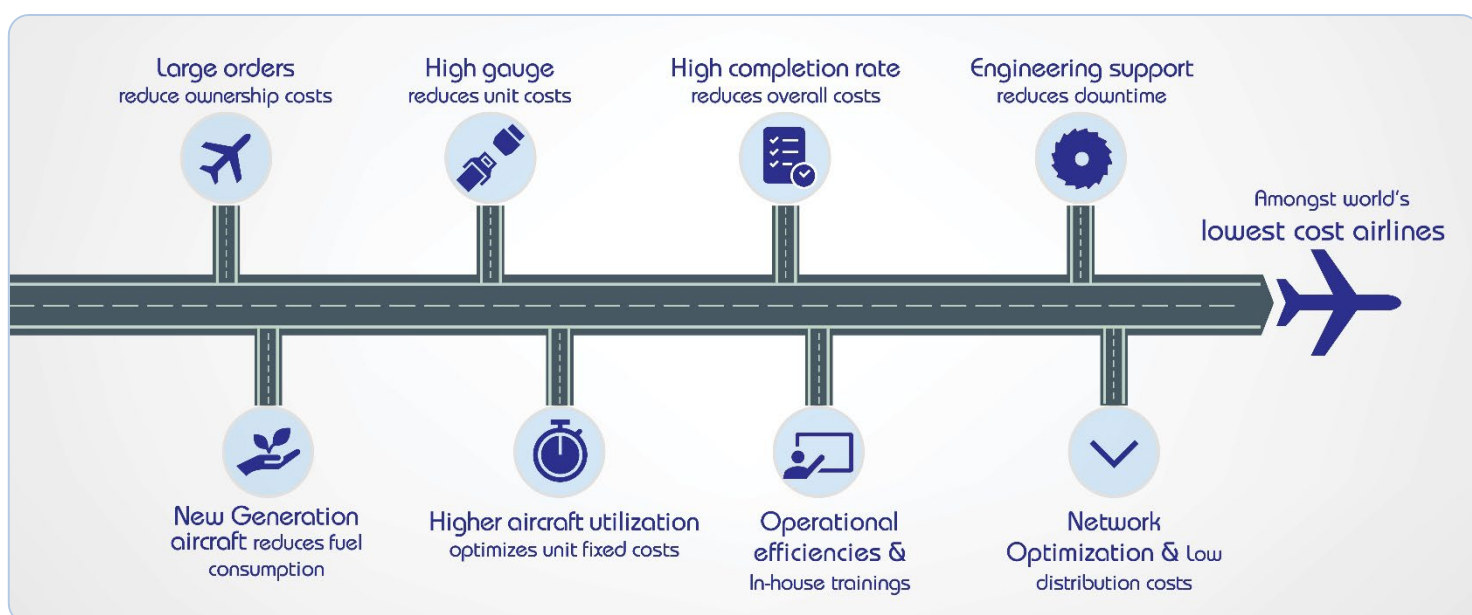 Large orders
reduce ownership costs
High gauge
reduces unit costs
High completion rate
reduces overall costs
Engineering support
reduces downtime
Amongst world's
lowest cost airlines
New Generation
aircraft reduces fuel
consumption
Higher aircraft utilization
optimizes unit fixed costs
Operational
efficiencies &
In-house trainings
Network
Optimization & Low
distribution costs